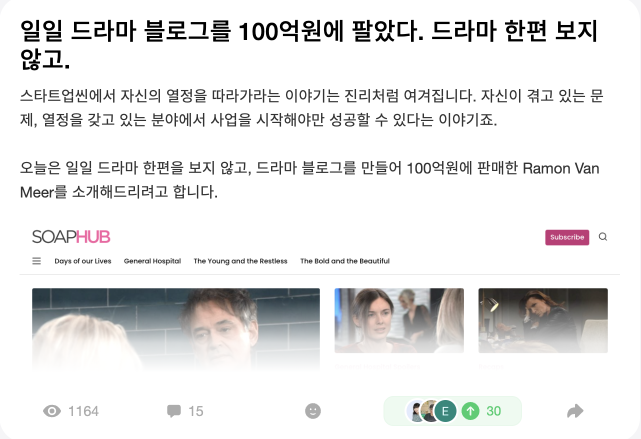 일일 드라마 블로그를 100억원에 팔았다. 드라마 한편 보지
않고.
스타트업씬에서 자신의 열정을 따라가라는 이야기는 진리처럼 여겨집니다. 자신이 겪고 있는 문
제, 열정을 갖고 있는 분야에서 사업을 시작해야만 성공할 수 있다는 이야기죠.
오늘은 일일 드라마 한편을 보지 않고, 드라마 블로그를 만들어 100억원에 판매한 Ramon Van
Meer를 소개해드리려고 합니다.
SOAPHUB
Subscribe
Days of our Lives General Hospital The Young and the Restless The Bold and the Beautiful
1164 15 E 30